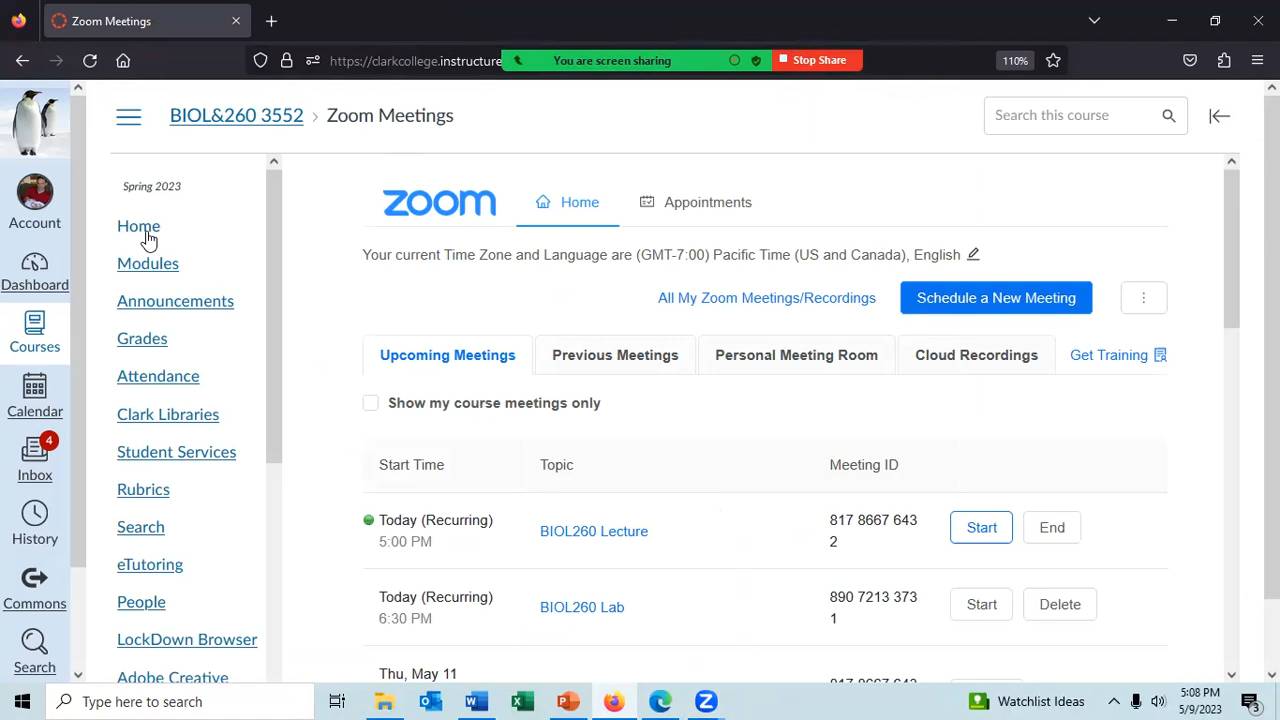 Zoom Meetings
https://clarkcollege.instructure
You are screen sharing
Stop Share
110%
BIOL&260 3552 › Zoom Meetings
Search this course
Account
Dashboard
Courses
Calendar
4
Inbox
History
Commons
Search
Spring 2023
Home
Modules
Announcements
Grades
Attendance
Clark Libraries
Student Services
Rubrics
Search
eTutoring
People
LockDown Browser
Adobe Creative
zoom Home Appointments
Your current Time Zone and Language are (GMT-7:00) Pacific Time (US and Canada), English
All My Zoom Meetings/Recordings Schedule a New Meeting
Upcoming Meetings Previous Meetings Personal Meeting Room Cloud Recordings Get Training
Show my course meetings only
Start Time Topic Meeting ID
Today (Recurring) 817 8667 643
BIOL260 Lecture Start End
5:00 PM 2
Today (Recurring) 890 7213 373
BIOL260 Lab Start Delete
6:30 PM 1
Thu, May 11
Type here to search
Watchlist Ideas
5:08 PM
5/9/2023
3